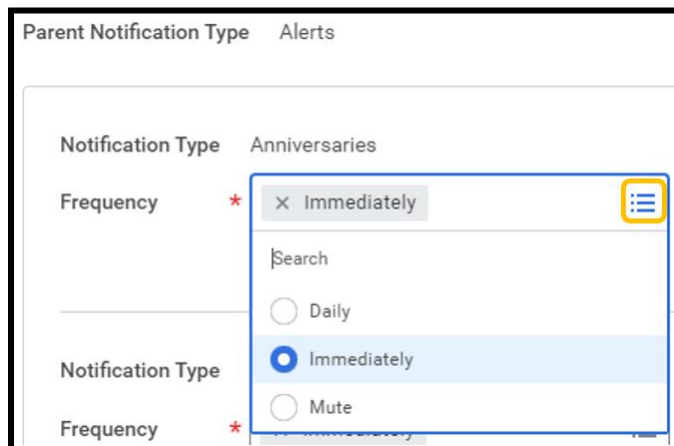 Parent Notification Type Alerts
Notification Type Anniversaries
Frequency * × Immediately
Search
Daily
Immediately
Mute
Notification Type
Frequency *